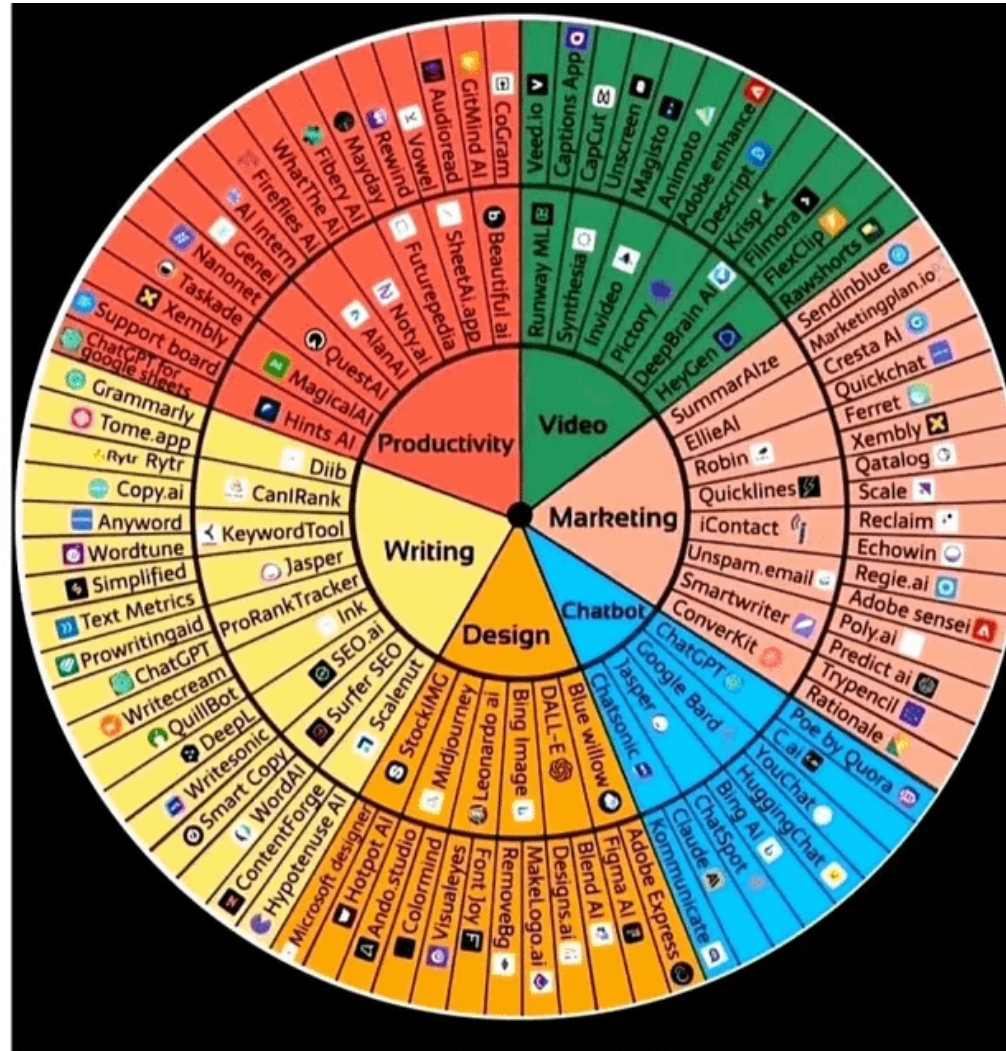 Productivity
Video
Marketing
Chatbot
Design
Writing
Hints AI
MagicalAI
QuestAI
AlanAI
Noty.ai
Futurepedia
SheetAi.app
Beautiful ai
ChatGPT for
google sheets
Support board
Xembly
Taskade
Nanonet
Genei
AI Intern
Fireflies Ai
WhatThe AI
Fibery AI
Mayday
Rewind
Vowel
Audioread
GitMind AI
CoGram
Runway ML
Synthesia
Invideo
Pictory
DeepBrain AI
HeyGen
Veed.io
Captions App
CapCut
Unscreen
Magisto
Animoto
Adobe enhance
Descript
Krisp
Filmora
FlexClip
Rawshorts
SummarAIze
EllieAI
Robin
Quicklines
iContact
Unspam.email
Smartwriter
ConverKit
Sendinblue
Marketingplan.io
Cresta AI
Quickchat
Ferret
Xembly
Qatalog
Scale
Reclaim
Echowin
Regie.ai
Adobe sensei
Poly.ai
Predict ai
Trypencil
Rationale
ChatGPT
Google Bard
Jasper
Chatsonic
Poe by Quora
C.ai
YouChat
HuggingChat
Bing AI
ChatSpot
Claude
Kommunicate
Blue willow
DALL-E
Bing Image
Leonardo ai
Midjourney
StockIMG
Adobe Express
Figma AI
Blend AI
Designs.ai
MakeLogo.ai
RemoveBg
Font Joy
Visualeyes
Colormind
Ando.studio
Hotpot AI
Microsoft designer
Diib
CanIRank
KeywordTool
Jasper
ProRankTracker
Ink
SEO.ai
Surfer SEO
Scalenut
Grammarly
Tome.app
Rytr Rytr
Copy.ai
Anyword
Wordtune
Simplified
Text Metrics
Prowritingaid
ChatGPT
Writecream
QuillBot
DeepL
Writesonic
Smart Copy
WordAi
ContentForge
Hypotenuse AI